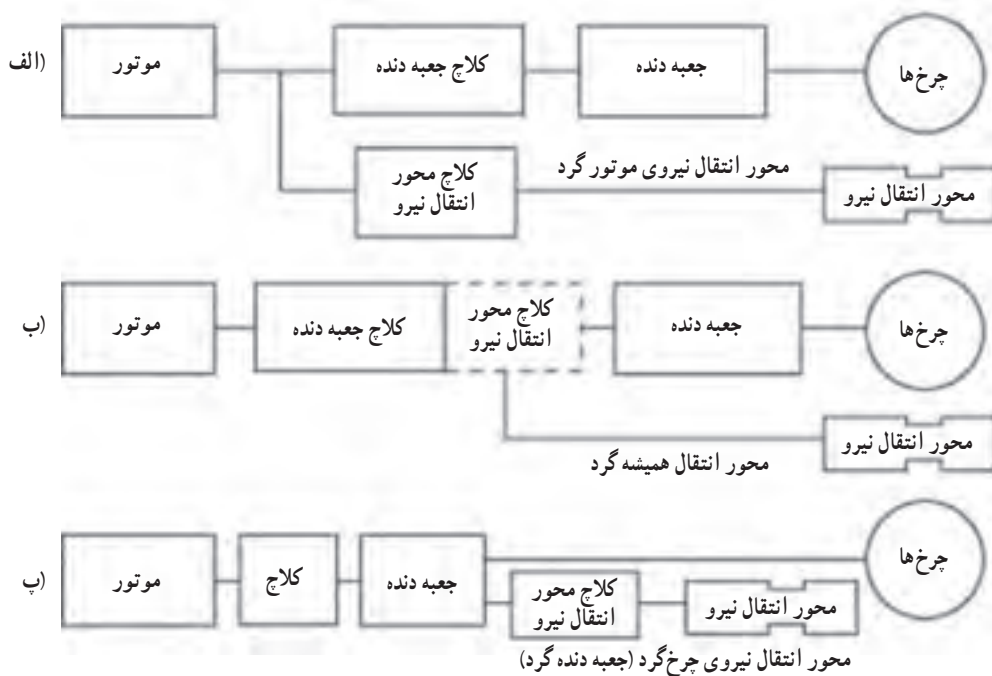 الف)
موتور
کلاچ جعبه دنده
جعبه دنده
چرخ‌ها
کلاچ محور
انتقال نیرو
محور انتقال نیروی موتور گرد
محور انتقال نیرو
ب)
موتور
کلاچ جعبه دنده
کلاچ محور
انتقال نیرو
جعبه دنده
چرخ‌ها
محور انتقال همیشه گرد
محور انتقال نیرو
پ)
موتور
کلاچ
جعبه دنده
چرخ‌ها
کلاچ محور
انتقال نیرو
محور انتقال نیرو
محور انتقال نیروی چرخ‌گرد (جعبه دنده گرد)